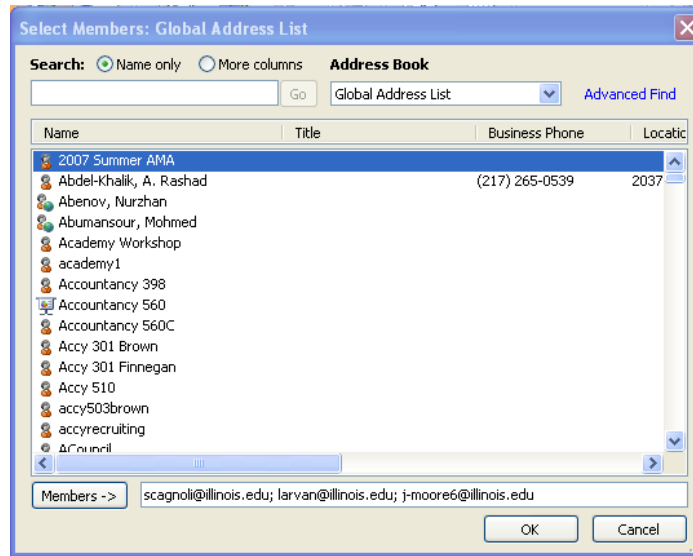 Select Members: Global Address List
Search: Name only More columns Address Book
Go Global Address List Advanced Find
Name Title Business Phone Locatic
2007 Summer AMA
Abdel-Khalik, A. Rashad (217) 265-0539 2037
Abenov, Nurzhan
Abumansour, Mohmed
Academy Workshop
academy1
Accountancy 398
Accountancy 560
Accountancy 560C
Accy 301 Brown
Accy 301 Finnegan
Accy 510
accy503brown
accyrecruiting
ACouncil
Members -> scagnoli@illinois.edu; larvan@illinois.edu; j-moore6@illinois.edu
OK Cancel